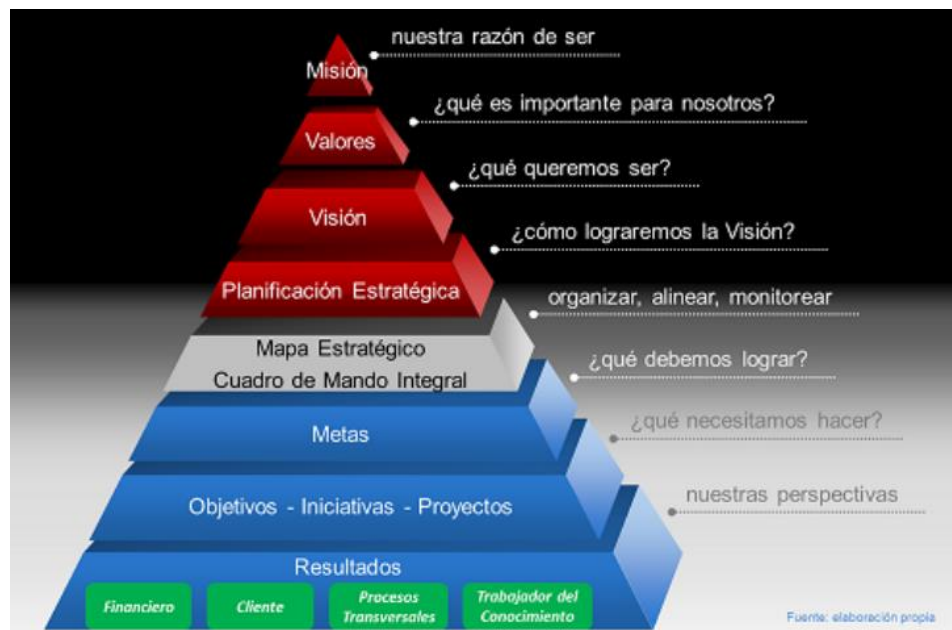 nuestra razón de ser
Misión
¿qué es importante para nosotros?
Valores
¿qué queremos ser?
Visión
¿cómo lograremos la Visión?
Planificación Estratégica
organizar, alinear, monitorear
Mapa Estratégico
Cuadro de Mando Integral
¿qué debemos lograr?
Metas
¿qué necesitamos hacer?
Objetivos - Iniciativas - Proyectos
nuestras perspectivas
Resultados
Financiero
Cliente
Procesos
Transversales
Trabajador del
Conocimiento
Fuente: elaboración propia